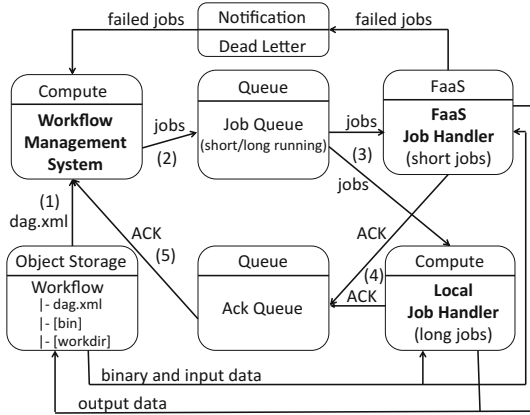 failed jobs
Notification
failed jobs
Dead Letter
Compute
Workflow
Management
System
jobs
(2)
Queue
Job Queue
(short/long running)
jobs
(3)
jobs
FaaS
FaaS
Job Handler
(short jobs)
(1)
dag.xml
ACK
(5)
ACK
(4)
ACK
Object Storage
Workflow
|- dag.xml
|- [bin]
|- [workdir]
Queue
Ack Queue
Compute
Local
Job Handler
(long jobs)
binary and input data
output data